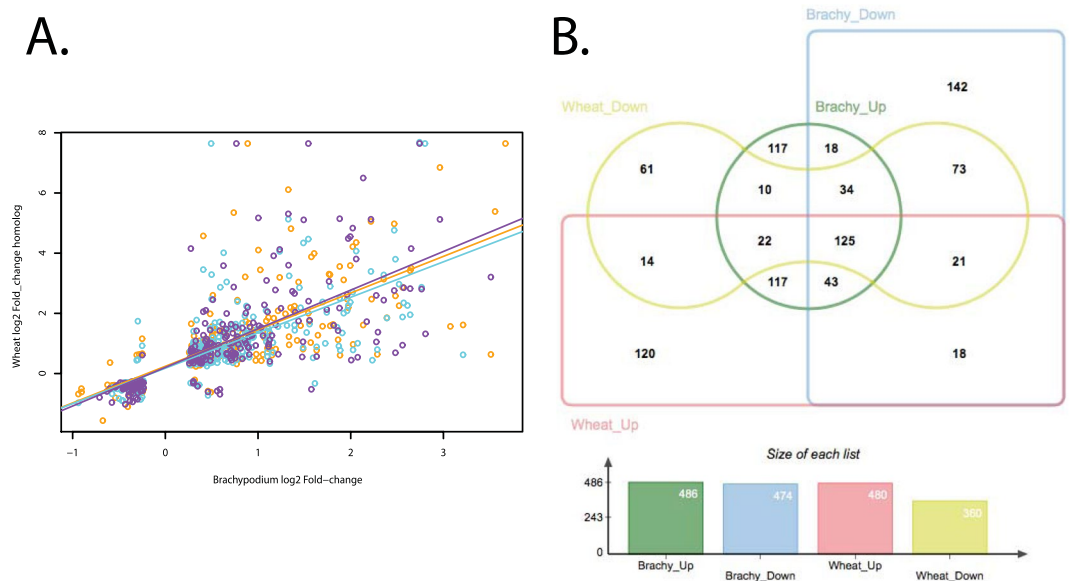 A.
8
6
4
2
0
Wheat log2 Fold_change homolog
−1 0 1 2 3
Brachypodium log2 Fold−change
B.
Brachy_Down
142
Wheat_Down
Brachy_Up
117 18
61
73
10 34
22 125
14
21
117 43
120
18
Wheat_Up
Size of each list
486
243
0
486
474
480
360
Brachy_Up
Brachy_Down
Wheat_Up
Wheat_Down